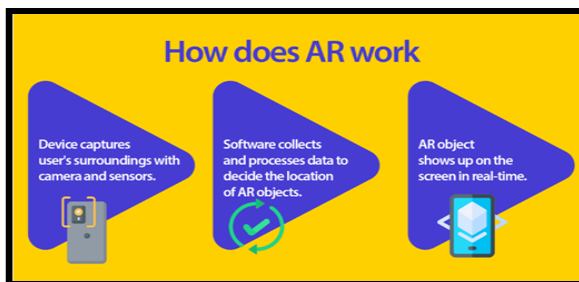 How does AR work
Device captures
user's surroundings with
camera and sensors.
Software collects
and processes data to
decide the location
of AR objects.
AR object
shows up on the
screen in real-time.